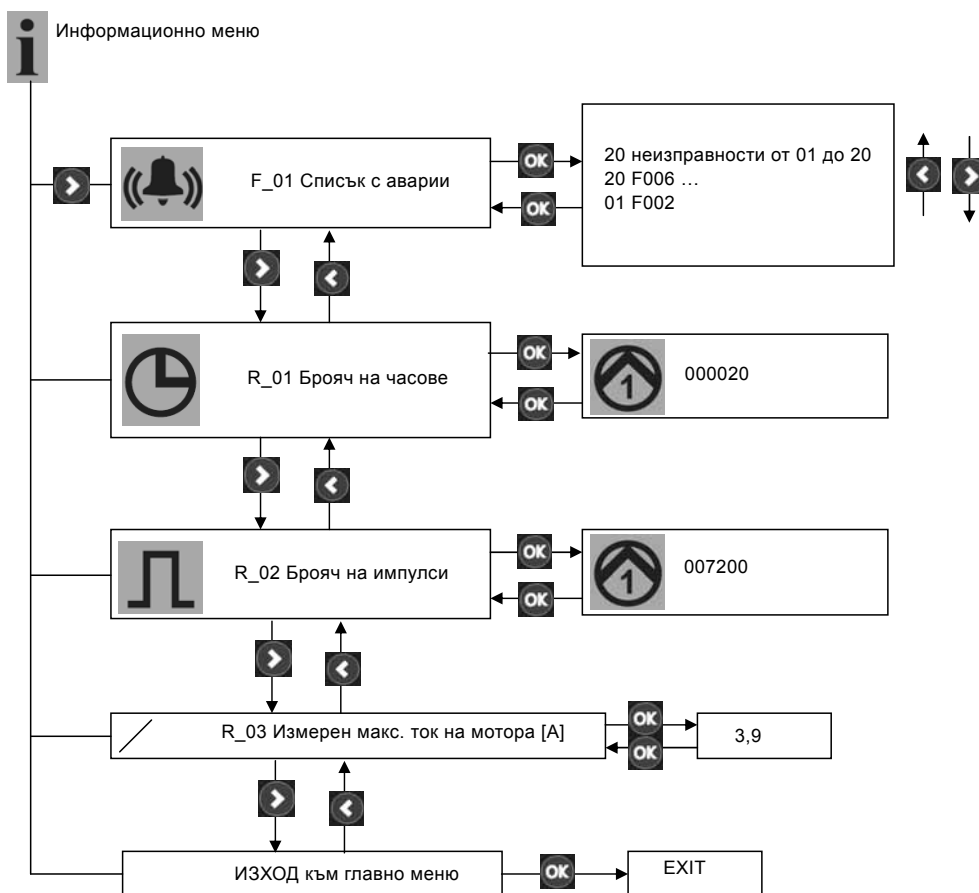 Информационно меню
F_01 Списък с аварии
OK
OK
20 неизправности от 01 до 20
20 F006 ...
01 F002
R_01 Брояч на часове
OK
OK
1
000020
R_02 Брояч на импулси
OK
OK
1
007200
R_03 Измерен макс. ток на мотора [A]
OK
OK
3,9
ИЗХОД към главно меню
OK
EXIT